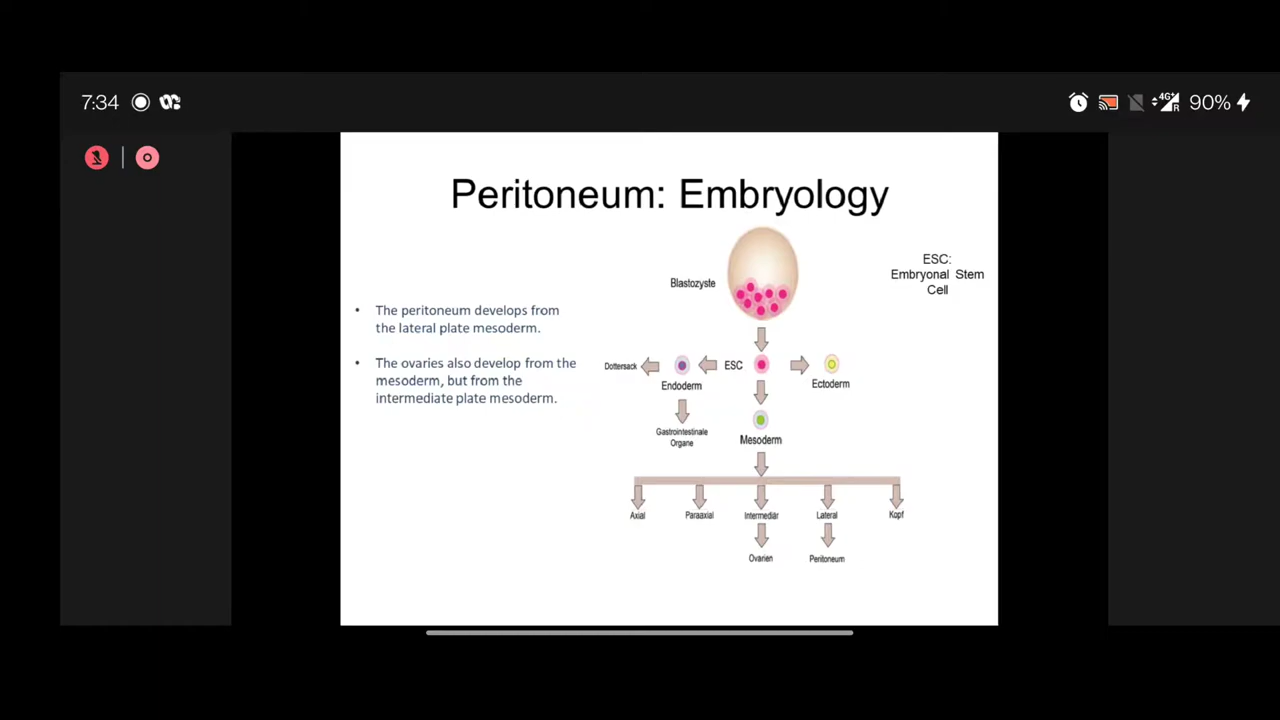 7:34
4G+
R
90%
Peritoneum: Embryology
ESC:
Embryonal Stem
Cell
Blastozyste
• The peritoneum develops from
the lateral plate mesoderm.
• The ovaries also develop from the
mesoderm, but from the
intermediate plate mesoderm.
Dottersack
Endoderm
ESC
Ectoderm
Gastrointestinale
Organe
Mesoderm
Axial
Paraaxial
Intermediär
Lateral
Kopf
Ovarien
Peritoneum